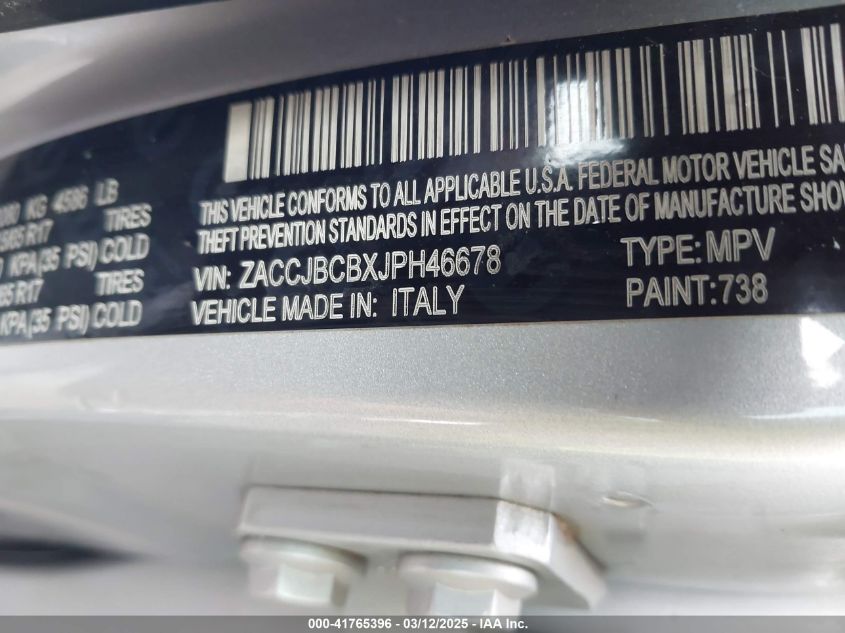 THIS VEHICLE CONFORMS TO ALL APPLICABLE U.S.A. FEDERAL MOTOR VEHICLE SA
THEFT PREVENTION STANDARDS IN EFFECT ON THE DATE OF MANUFACTURE SHOW
VIN: ZACCJBCBXJPH46678 TYPE: MPV
VEHICLE MADE IN: ITALY PAINT:738
KG LB
R17 TIRES
KPA(35 PSI) COLD
R17 TIRES
KPA(35 PSI) COLD
000-41765396 - 03/12/2025 - IAA Inc.